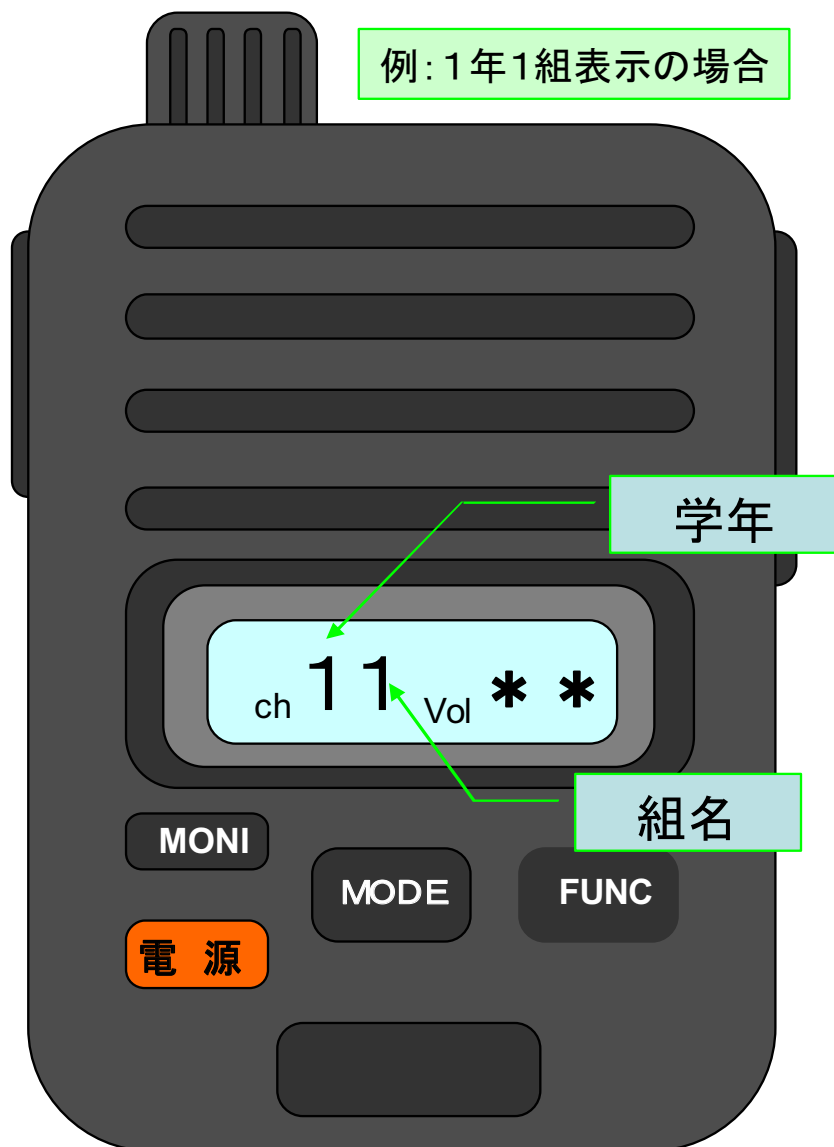 例：１年１組表示の場合
学年
ch １１ Vol ＊＊
組名
MONI
ＭＯＤＥ
FUNC
電 源